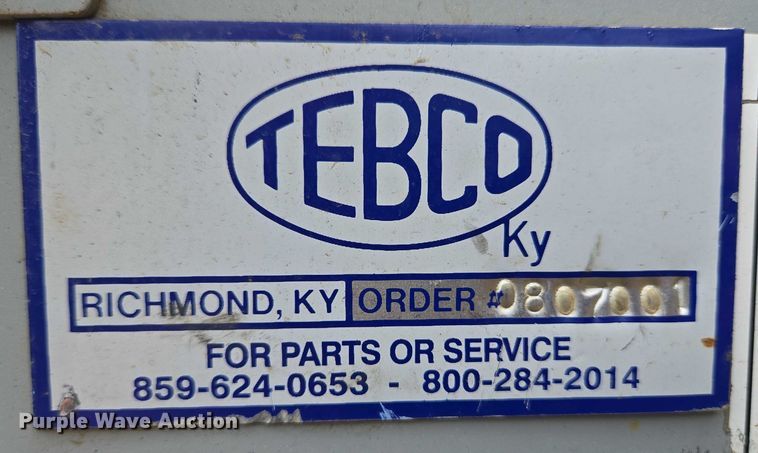 TEBCO
Ky
RICHMOND, KY ORDER # 0807001
FOR PARTS OR SERVICE
859-624-0653 - 800-284-2014
Purple Wave Auction